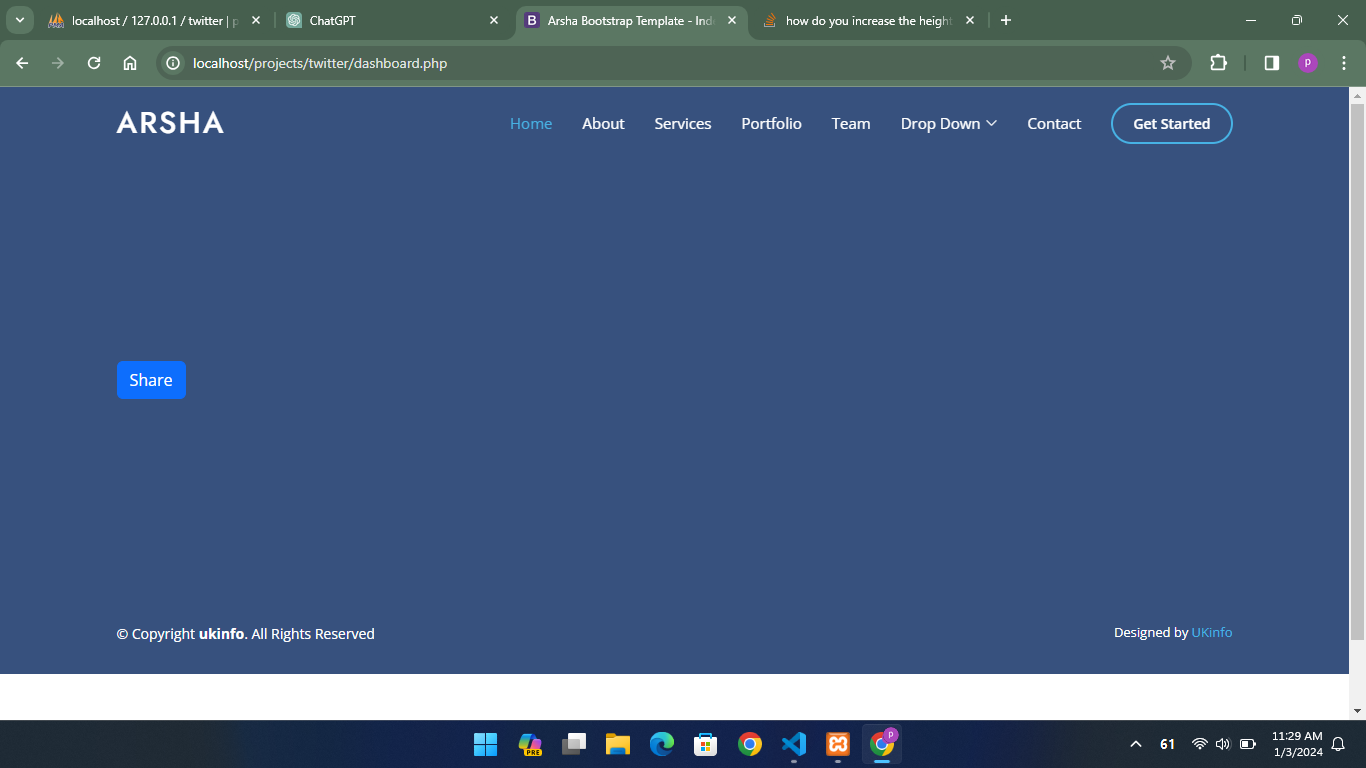 localhost / 127.0.0.1 / twitter | p
ChatGPT
Arsha Bootstrap Template - Ind
how do you increase the height
localhost/projects/twitter/dashboard.php
p
ARSHA
Home
About
Services
Portfolio
Team
Drop Down
Contact
Get Started
Share
© Copyright ukinfo. All Rights Reserved
Designed by UKinfo
PRE
p
61
11:29 AM
1/3/2024